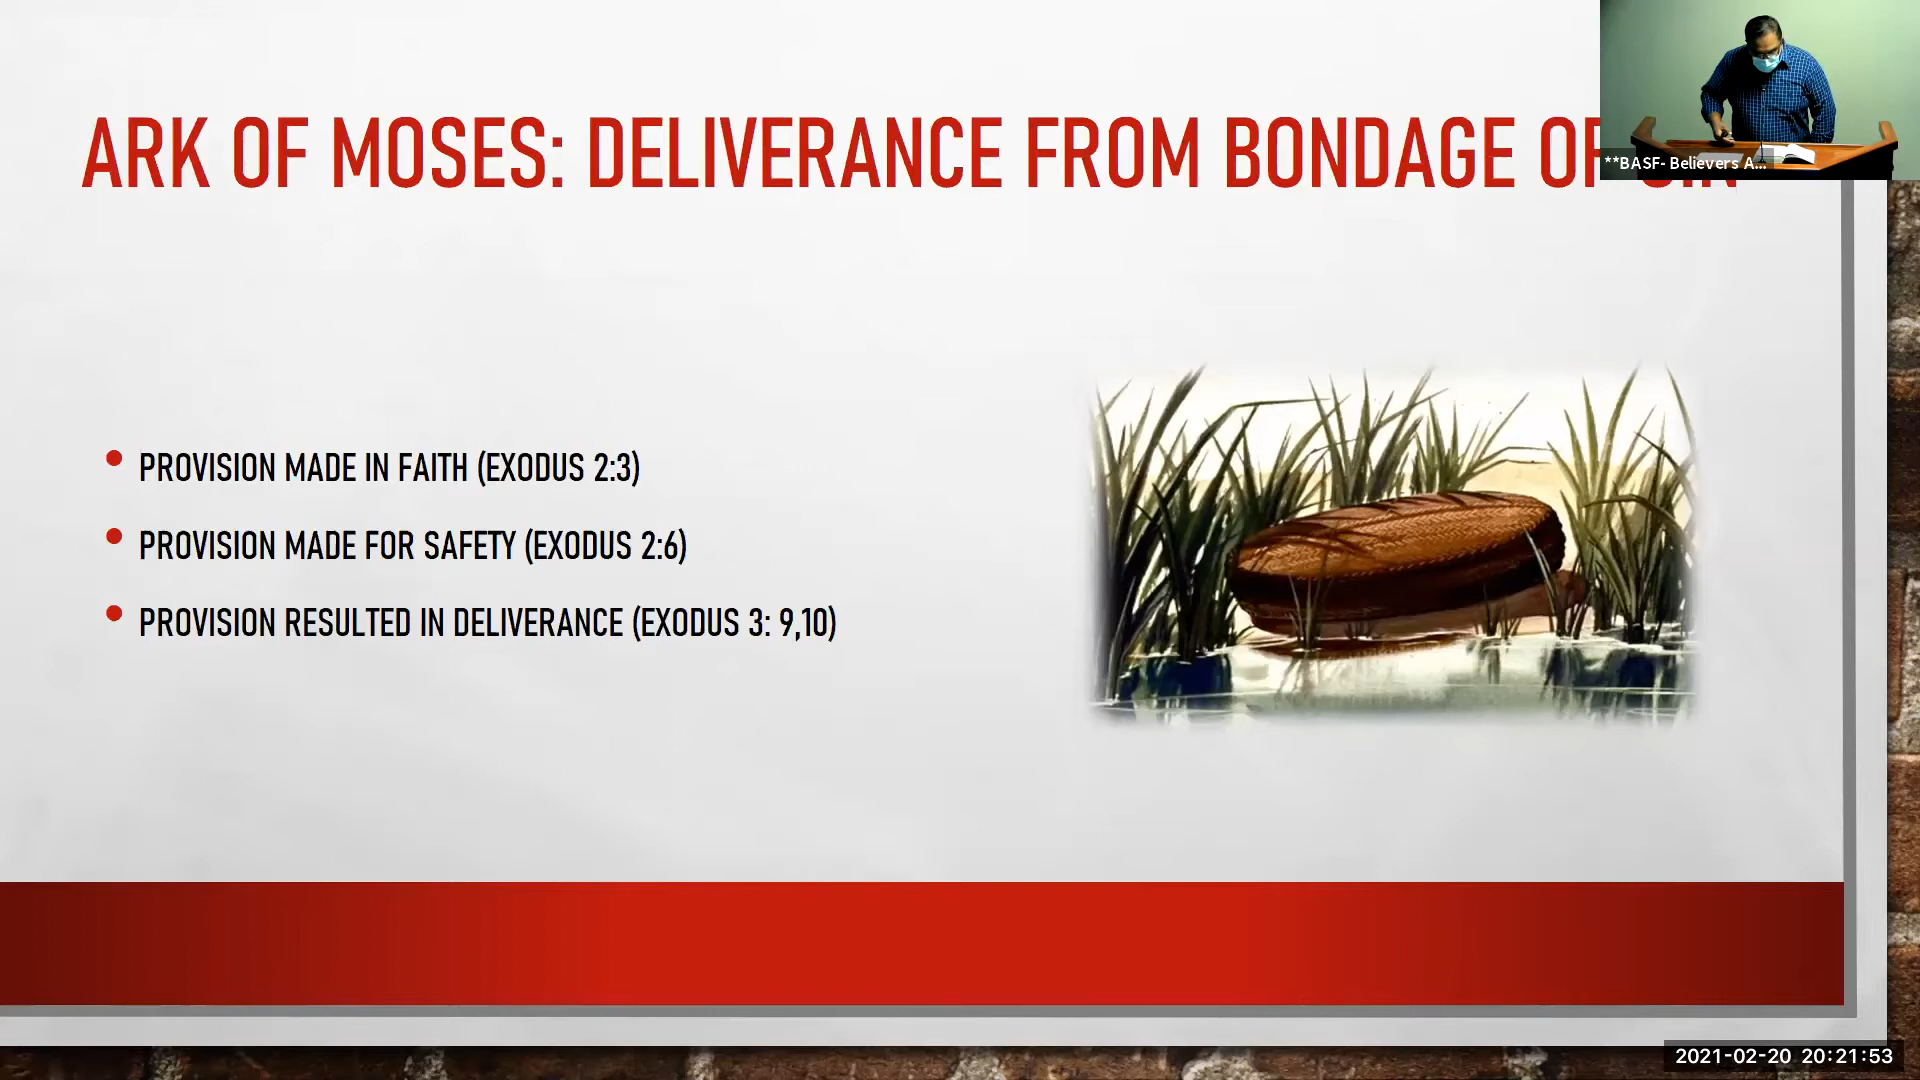 ARK OF MOSES: DELIVERANCE FROM BONDAGE OF SIN
**BASF- Believers A...
PROVISION MADE IN FAITH (EXODUS 2:3)
PROVISION MADE FOR SAFETY (EXODUS 2:6)
PROVISION RESULTED IN DELIVERANCE (EXODUS 3: 9,10)
2021-02-20 20:21:53